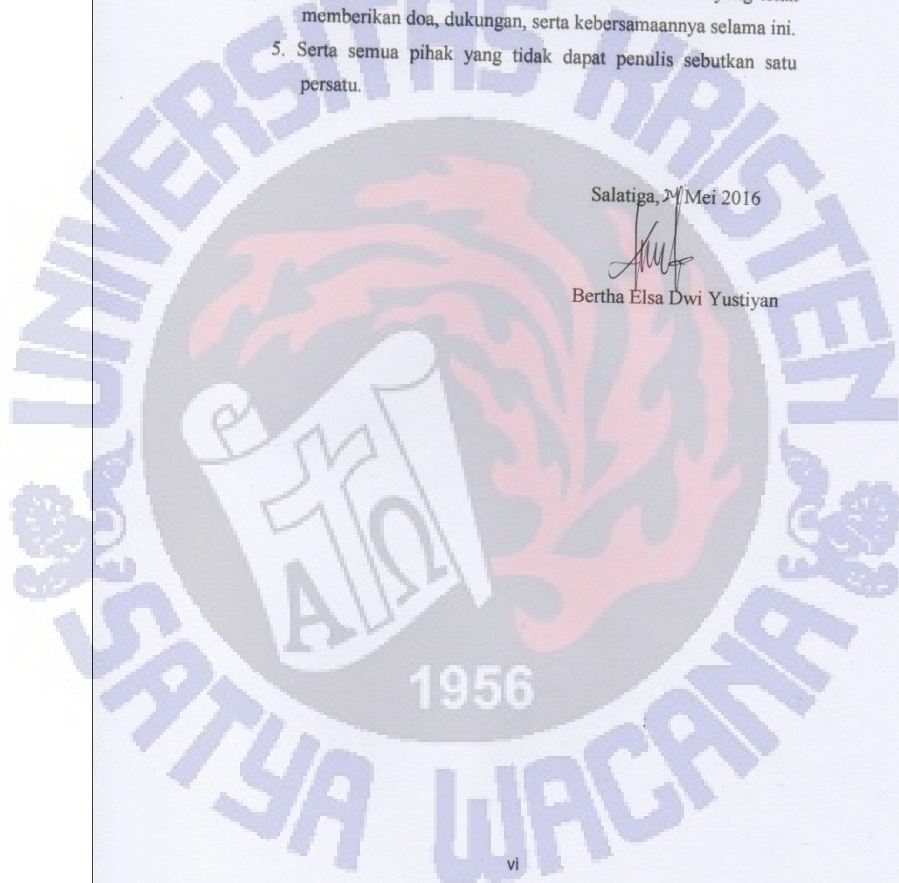 memberikan doa, dukungan, serta kebersamaannya selama ini.
5. Serta semua pihak yang tidak dapat penulis sebutkan satu
persatu.
Salatiga, Mei 2016
Bertha Elsa Dwi Yustiyan
UNIVERSITAS KRISTEN
Α Ω
1956
SATYA WACANA
vi